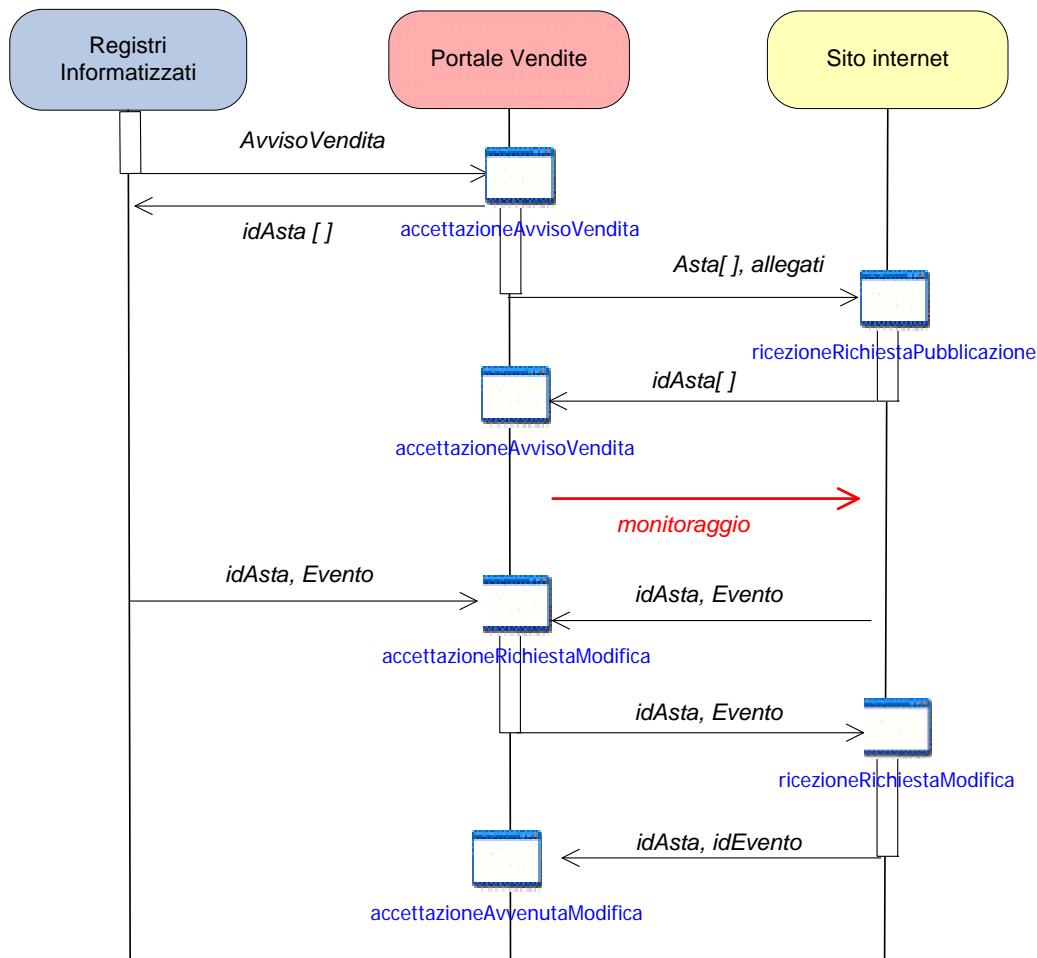 Registri
Informatizzati
Portale Vendite
Sito internet
AvvisoVendita
idAsta [ ]
accettazioneAvvisoVendita
Asta[ ], allegati
ricezioneRichiestaPubblicazione
idAsta[ ]
accettazioneAvvisoVendita
monitoraggio
idAsta, Evento
idAsta, Evento
accettazioneRichiestaModifica
idAsta, Evento
ricezioneRichiestaModifica
idAsta, idEvento
accettazioneAvvenutaModifica